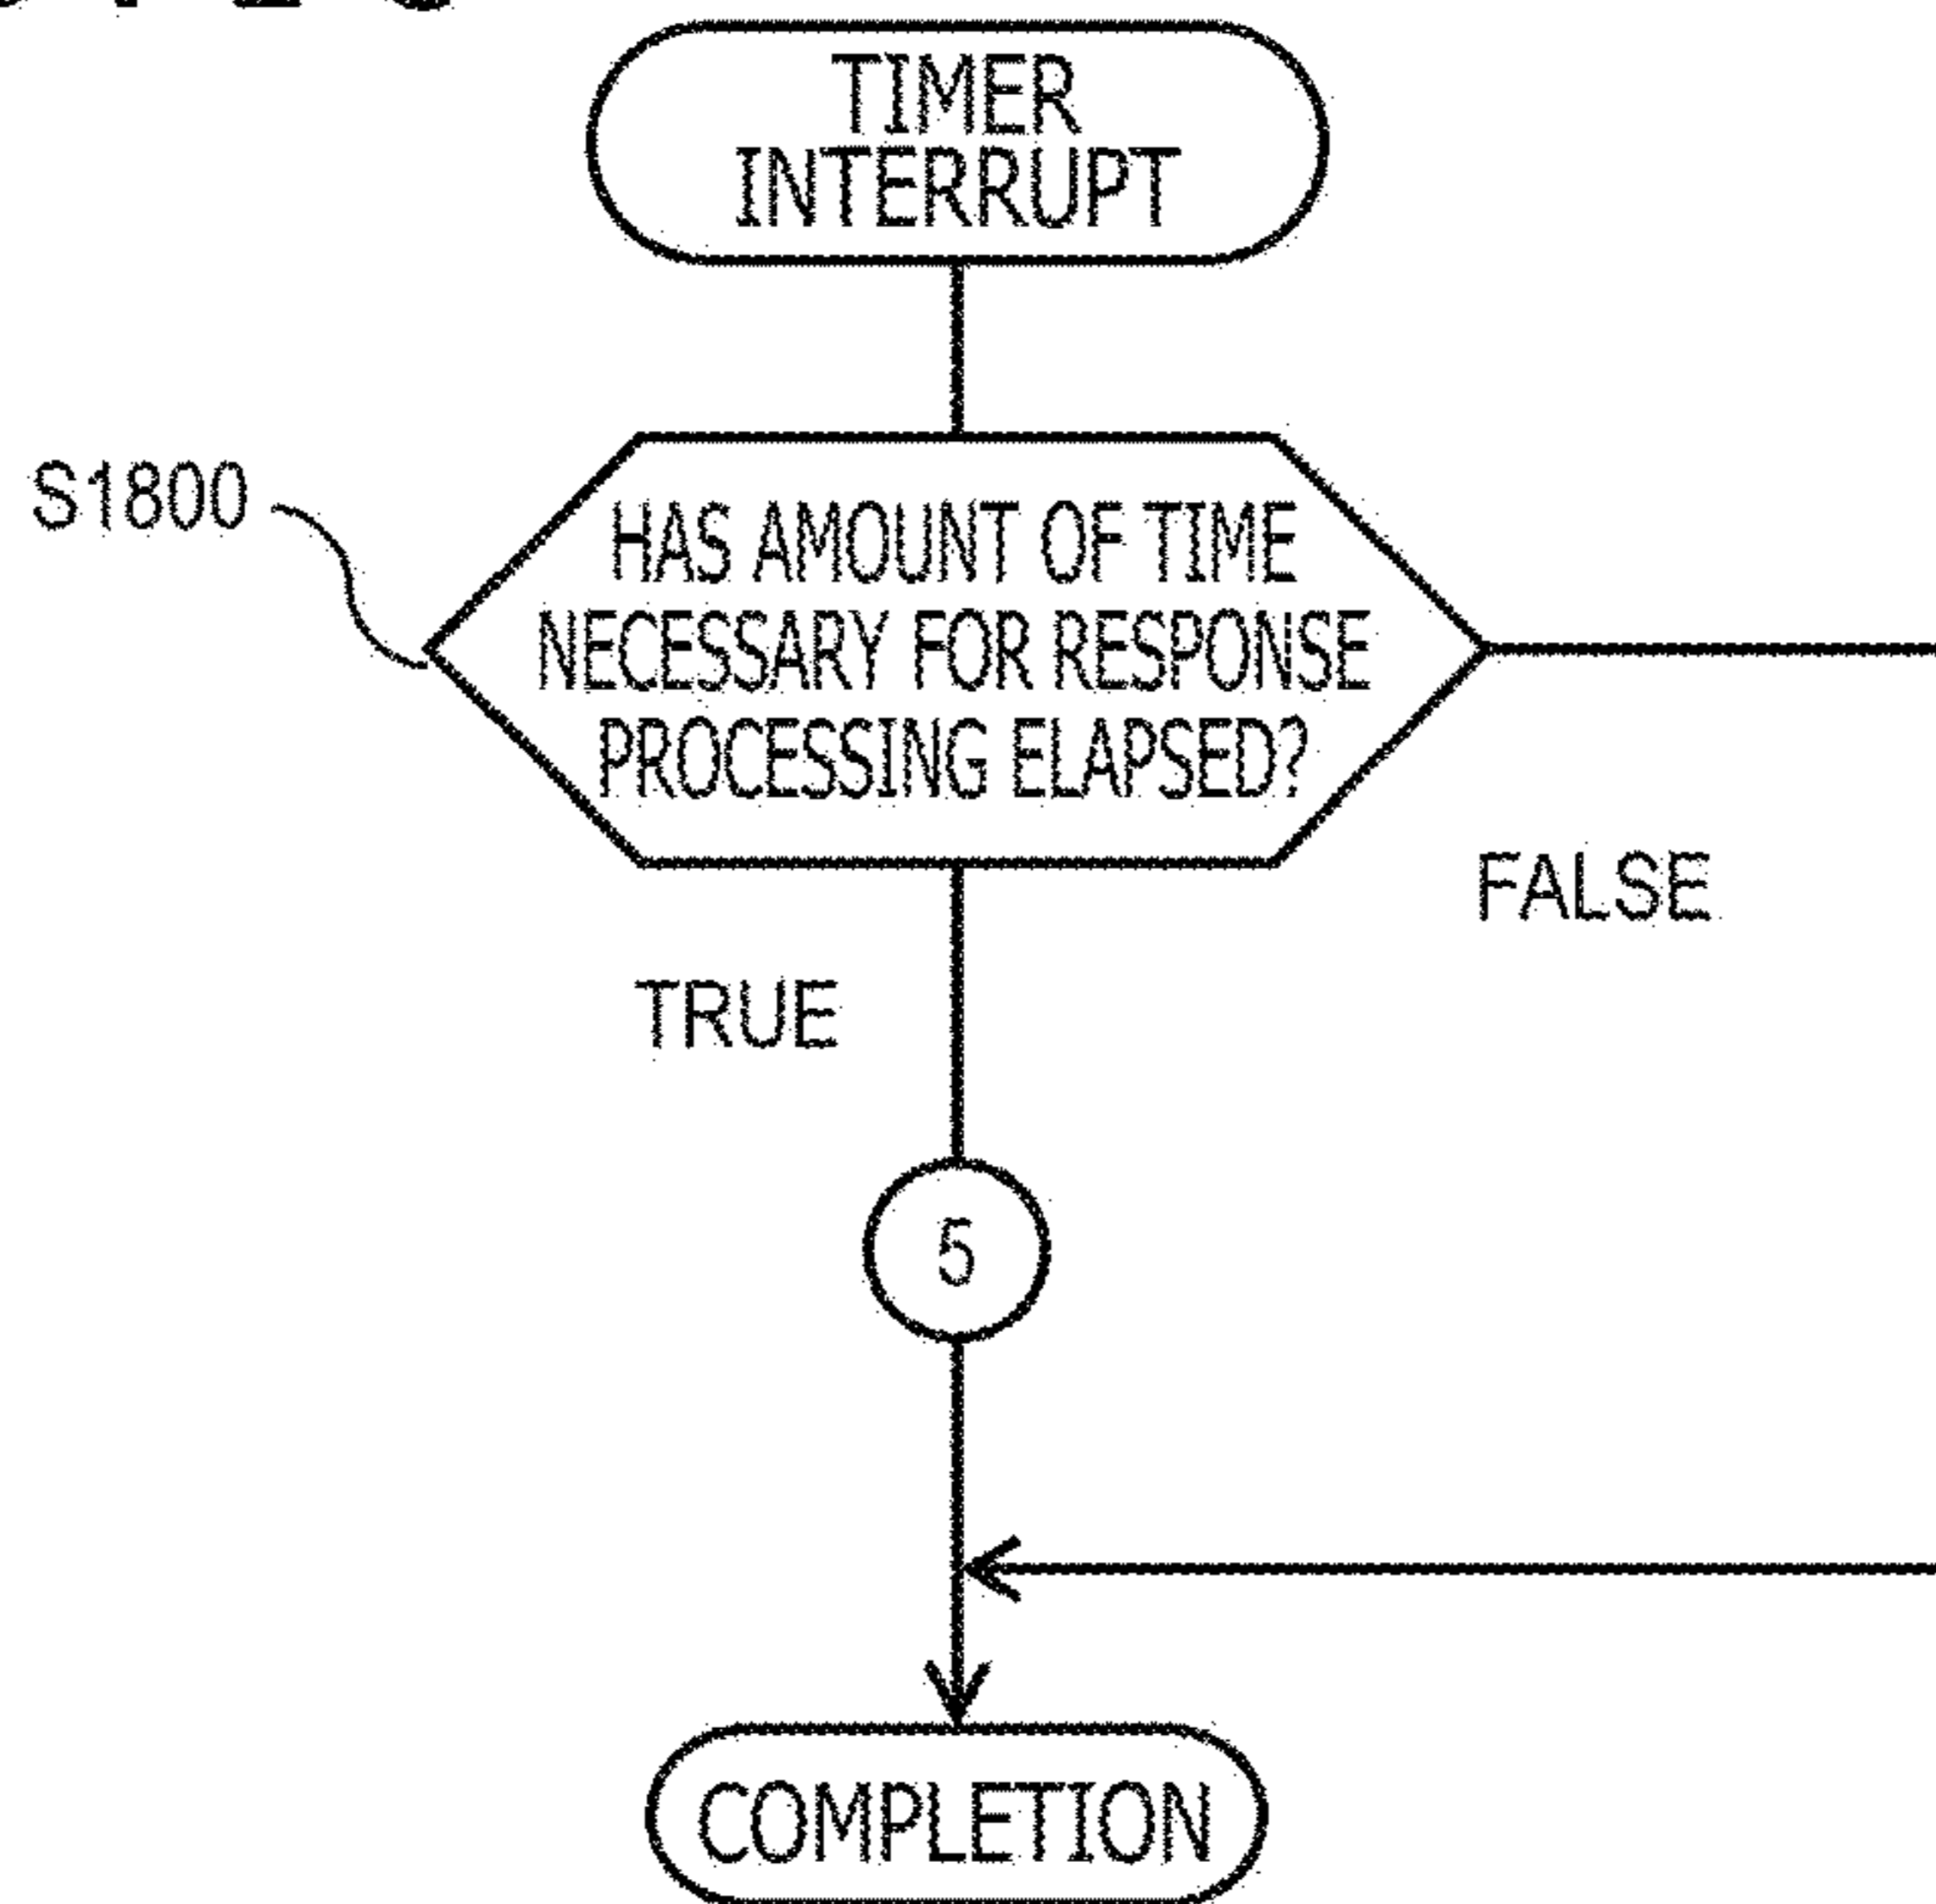 TIMER
INTERRUPT
S1800
HAS AMOUNT OF TIME
NECESSARY FOR RESPONSE
PROCESSING ELAPSED?
FALSE
TRUE
5
COMPLETION